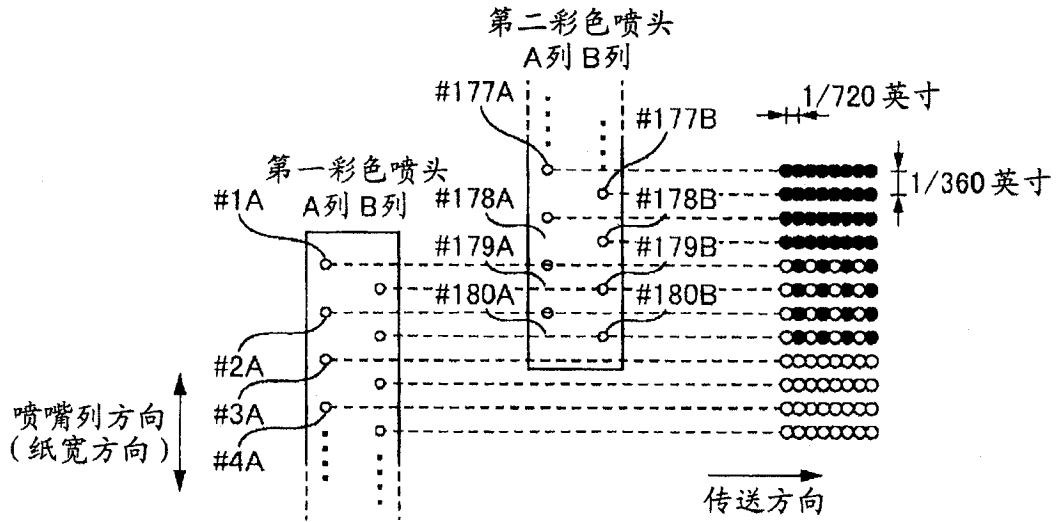 第二彩色喷头
A列 B列
#177A
1/720 英寸
#177B
第一彩色喷头
1/360 英寸
#1A
A列 B列
#178A
#178B
#179A
#179B
#180A
#180B
#2A
喷嘴列方向
#3A
(纸宽方向)
#4A
传送方向